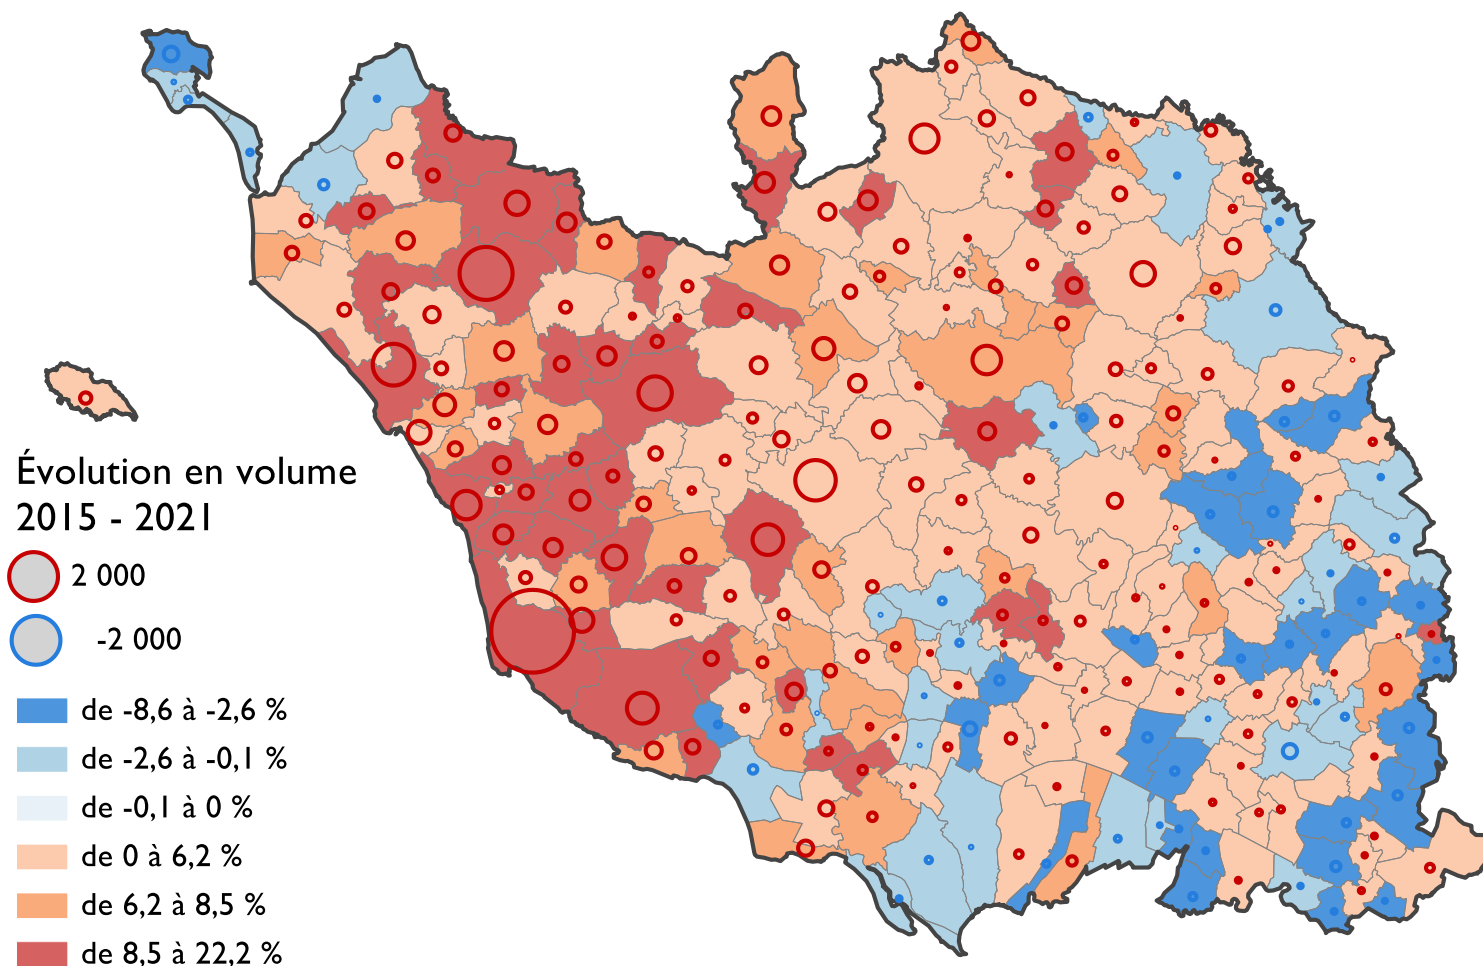 Évolution en volume
2015 - 2021
2 000
-2 000
de -8,6 à -2,6 %
de -2,6 à -0,1 %
de -0,1 à 0 %
de 0 à 6,2 %
de 6,2 à 8,5 %
de 8,5 à 22,2 %